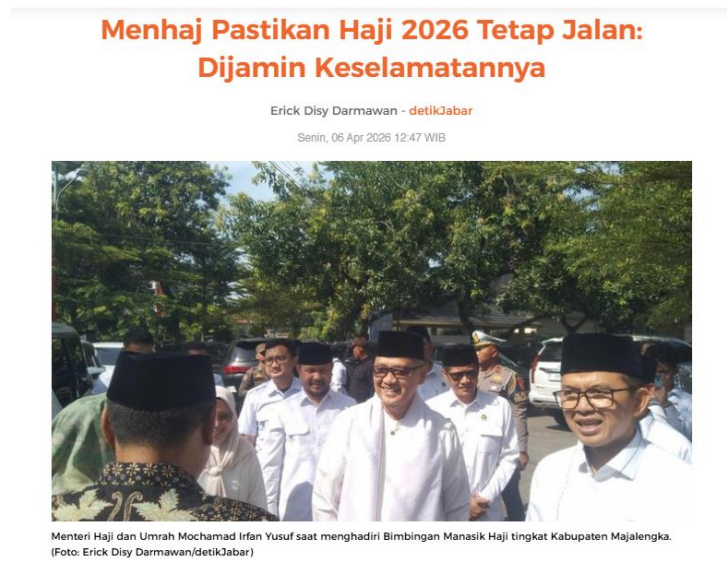 Menhaj Pastikan Haji 2026 Tetap Jalan:
Dijamin Keselamatannya
Erick Disy Darmawan - detikJabar
Senin, 06 Apr 2026 12:47 WIB
Menteri Haji dan Umrah Mochamad Irfan Yusuf saat menghadiri Bimbingan Manasik Haji tingkat Kabupaten Majalengka.
(Foto: Erick Disy Darmawan/detikJabar)